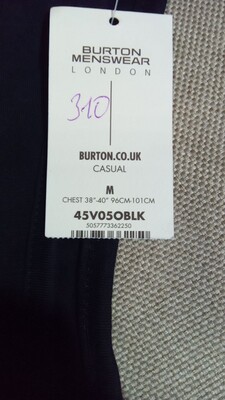 BURTON
MENSWEAR
LONDON
310
BURTON.CO.UK
CASUAL
M
CHEST 38"-40" 96CM-101CM
45V05OBLK
5057773362250